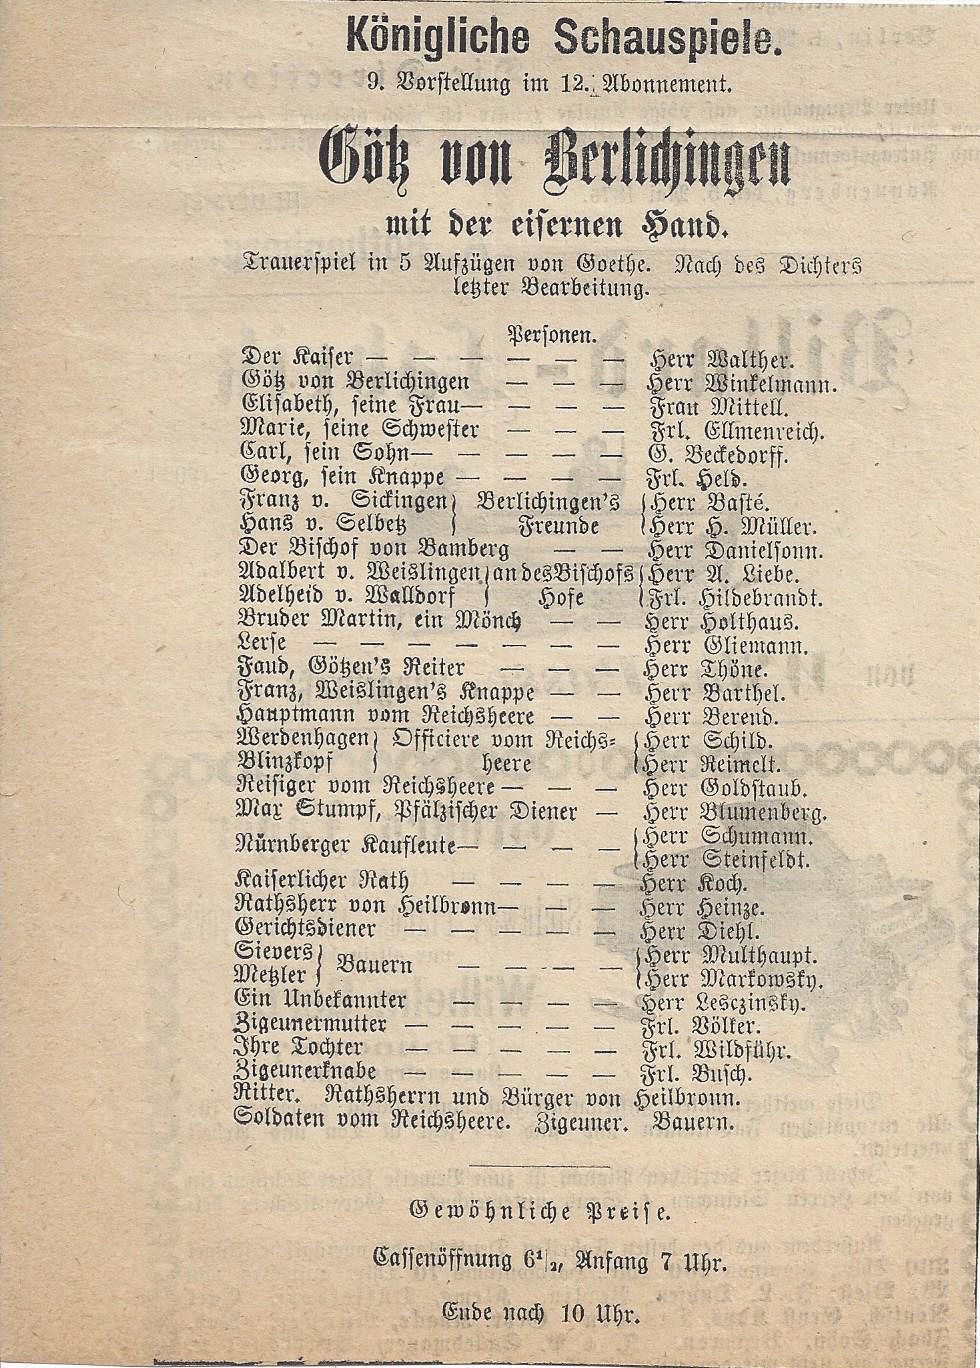 Königliche Schauspiele.
9. Vorstellung im 12. Abonnement.
Götz von Berlichingen
mit der eisernen Hand.
Trauerspiel in 5 Aufzügen von Goethe. Nach des Dichters
letzter Bearbeitung.
Personen.
Der Kaiser — — — — — — Herr Walther.
Götz von Berlichingen — — — Herr Winkelmann.
Elisabeth, seine Frau— — — — Frau Mittell.
Marie, seine Schwester — — — Frl. Ellmenreich.
Carl, sein Sohn— — — — — G. Beckedorff.
Georg, sein Knappe — — — — Frl. Held.
Franz v. Sickingen} Berlichingen's {Herr Basté.
Hans v. Selbetz } Freunde {Herr H. Müller.
Der Bischof von Bamberg — — Herr Danielsonn.
Adalbert v. Weislingen} an des Bischofs {Herr A. Liebe.
Adelheid v. Walldorf } Hofe {Frl. Hildebrandt.
Bruder Martin, ein Mönch — — Herr Holthaus.
Lerse — — — — — — — Herr Gliemann.
Faud, Götzen's Reiter — — — Herr Thöne.
Franz, Weislingen's Knappe — — Herr Barthel.
Hauptmann vom Reichsheere — — Herr Berend.
Werdenhagen} Officiere vom Reichs- {Herr Schild.
Blinzkopf } heere {Herr Reimelt.
Reisiger vom Reichsheere — — — Herr Goldstaub.
Max Stumpf, Pfälzischer Diener — Herr Blumenberg.
Nürnberger Kaufleute— — — — {Herr Schumann.
{Herr Steinfeldt.
Kaiserlicher Rath — — — — Herr Koch.
Rathsherr von Heilbronn— — — Herr Heinze.
Gerichtsdiener — — — — — Herr Diehl.
Sievers} Bauern — — — — {Herr Multhaupt.
Metzler} {Herr Markowsky.
Ein Unbekannter — — — — Herr Lesczinsky.
Zigeunermutter — — — — — Frl. Völker.
Ihre Tochter — — — — — Frl. Wildführ.
Zigeunerknabe — — — — — Frl. Busch.
Ritter. Rathsherrn und Bürger von Heilbronn.
Soldaten vom Reichsheere. Zigeuner. Bauern.
Gewöhnliche Preise.
Cassenöffnung 6½, Anfang 7 Uhr.
Ende nach 10 Uhr.